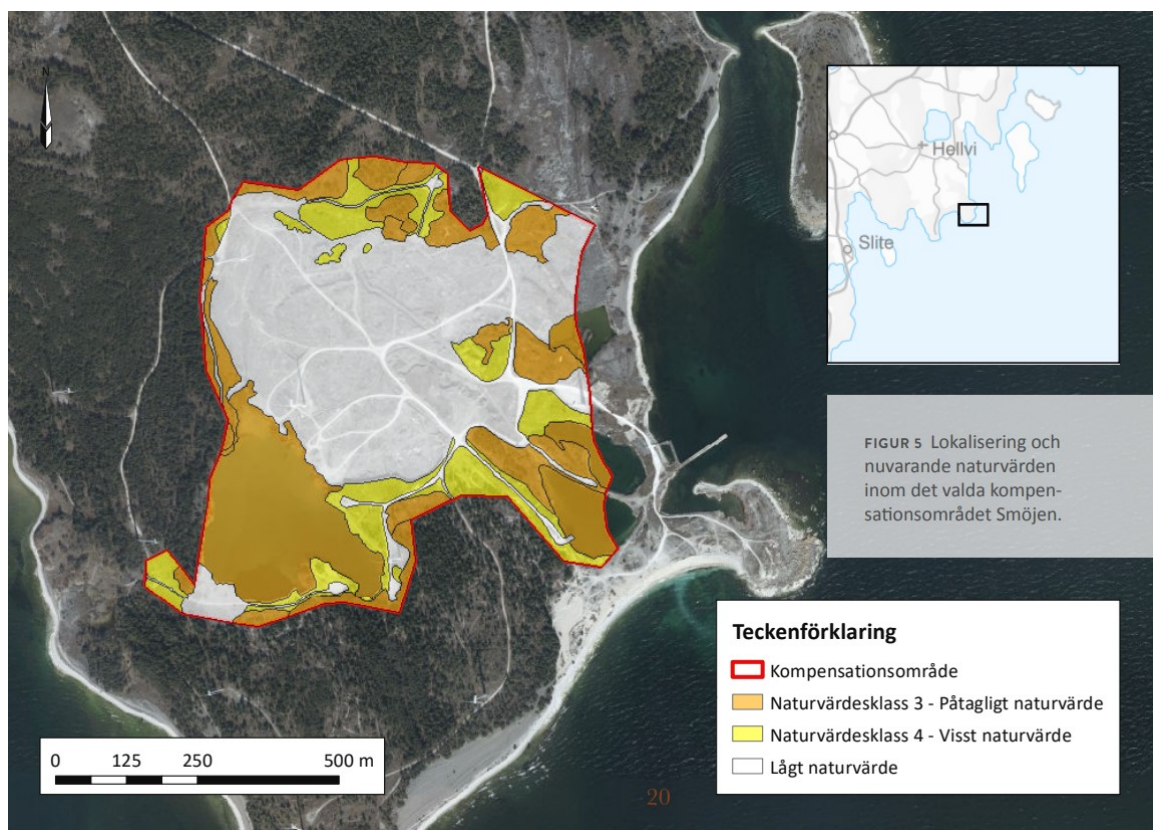 N
Hellvi
Slite
FIGUR 5 Lokalisering och
nuvarande naturvärden
inom det valda kompen-
sationsområdet Smöjen.
Teckenförklaring
Kompensationsområde
Naturvärdesklass 3 - Påtagligt naturvärde
Naturvärdesklass 4 - Visst naturvärde
Lågt naturvärde
0 125 250 500 m
20